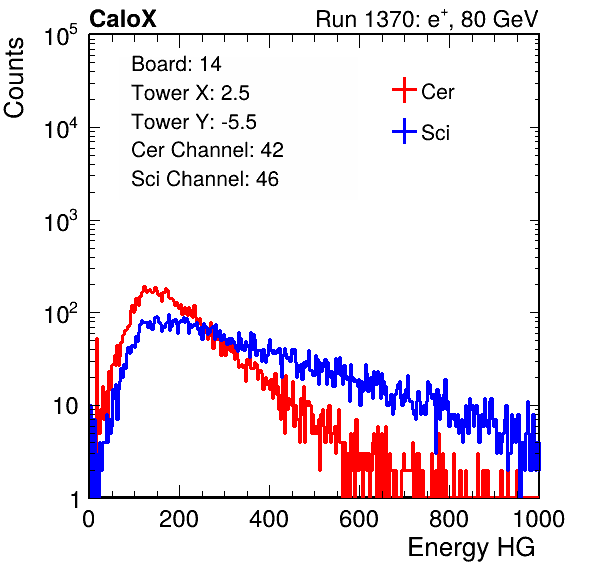 CaloX Run 1370: e⁺, 80 GeV
Counts
Board: 14
Tower X: 2.5
Tower Y: -5.5
Cer Channel: 42
Sci Channel: 46
Cer
Sci
10⁵
10⁴
10³
10²
10
1
0 200 400 600 800 1000
Energy HG